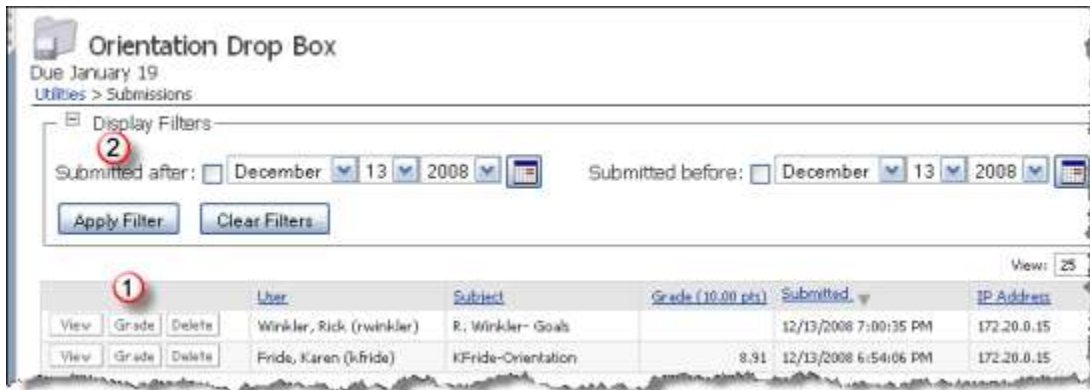 Orientation Drop Box
Due January 19
Utilities > Submissions
Display Filters
2
Submitted after: December 13 2008 Submitted before: December 13 2008
Apply Filter Clear Filters
View: 25
1
User Subject Grade (10.00 pts) Submitted IP Address
View Grade Delete Winkler, Rick (rwinkler) R. Winkler- Goals 12/13/2008 7:00:35 PM 172.20.0.15
View Grade Delete Fride, Karen (kfride) KFride-Orientation 8.91 12/13/2008 6:54:06 PM 172.20.0.15